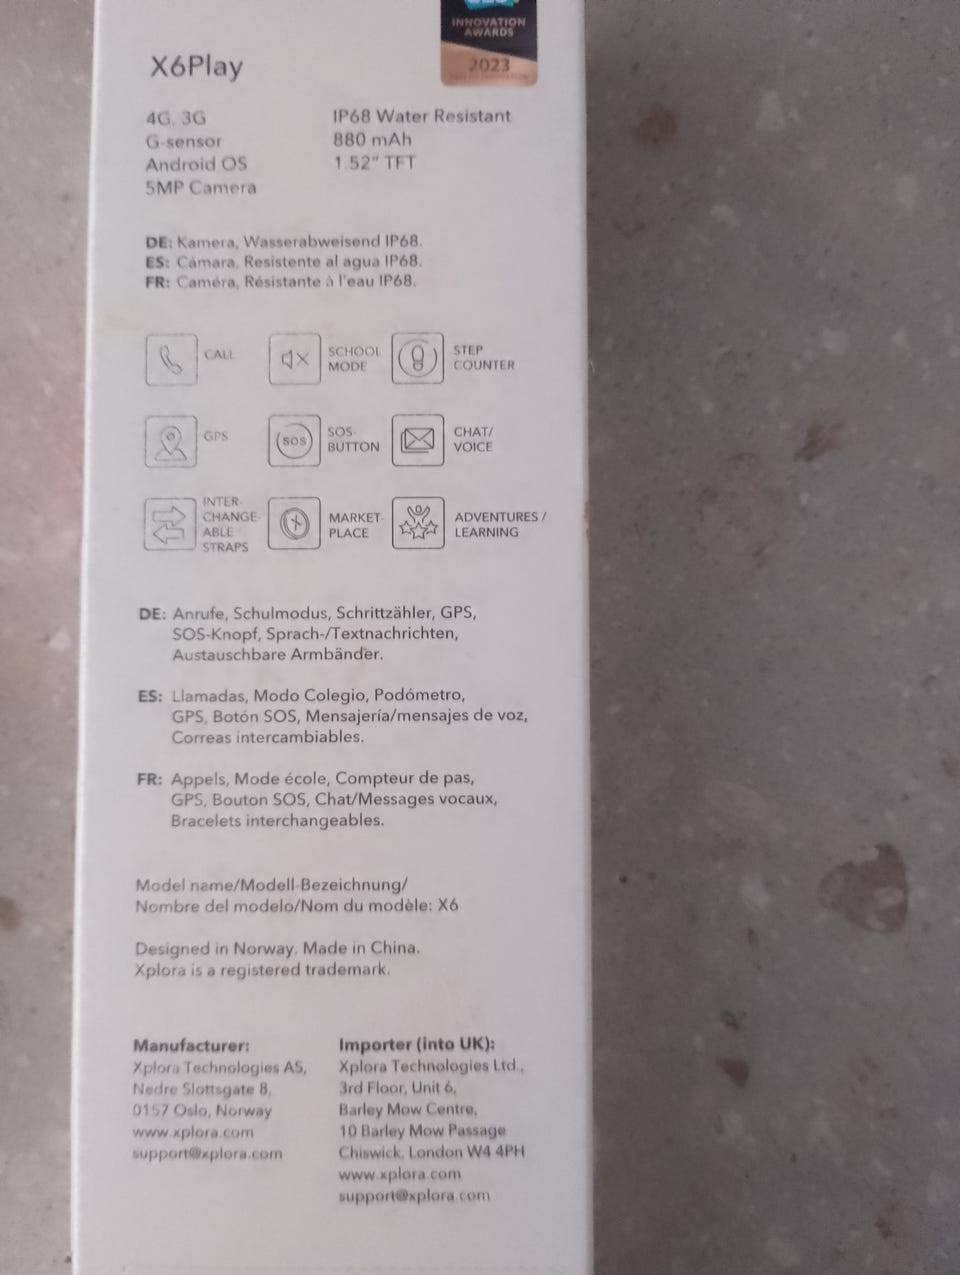 INNOVATION
AWARDS
2023
X6Play
4G, 3G
G-sensor
Android OS
5MP Camera
IP68 Water Resistant
880 mAh
1.52" TFT
DE: Kamera, Wasserabweisend IP68.
ES: Cámara, Resistente al agua IP68.
FR: Caméra, Résistante à l'eau IP68.
CALL
SCHOOL
MODE
STEP
COUNTER
GPS
SOS
SOS-
BUTTON
CHAT/
VOICE
INTER-
CHANGE-
ABLE
STRAPS
MARKET-
PLACE
ADVENTURES /
LEARNING
DE: Anrufe, Schulmodus, Schrittzähler, GPS,
SOS-Knopf, Sprach-/Textnachrichten,
Austauschbare Armbänder.
ES: Llamadas, Modo Colegio, Podómetro,
GPS, Botón SOS, Mensajería/mensajes de voz,
Correas intercambiables.
FR: Appels, Mode école, Compteur de pas,
GPS, Bouton SOS, Chat/Messages vocaux,
Bracelets interchangeables.
Model name/Modell-Bezeichnung/
Nombre del modelo/Nom du modèle: X6
Designed in Norway. Made in China.
Xplora is a registered trademark.
Manufacturer:
Xplora Technologies AS,
Nedre Slottsgate 8,
0157 Oslo, Norway
www.xplora.com
support@xplora.com
Importer (into UK):
Xplora Technologies Ltd.,
3rd Floor, Unit 6,
Barley Mow Centre,
10 Barley Mow Passage
Chiswick, London W4 4PH
www.xplora.com
support@xplora.com